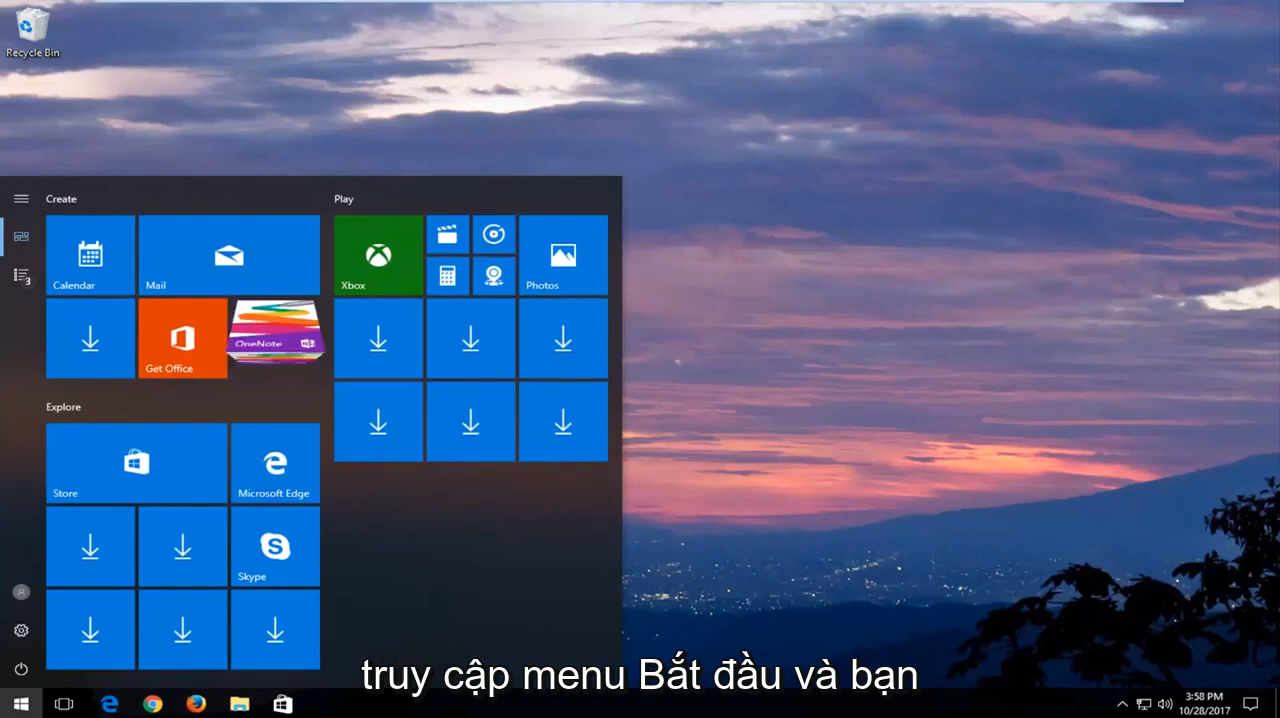 Recycle Bin
Create
Play
Calendar
Mail
Xbox
Photos
Get Office
OneNote
Explore
Store
Microsoft Edge
Skype
3
truy cập menu Bắt đầu và bạn
3:58 PM
10/28/2017